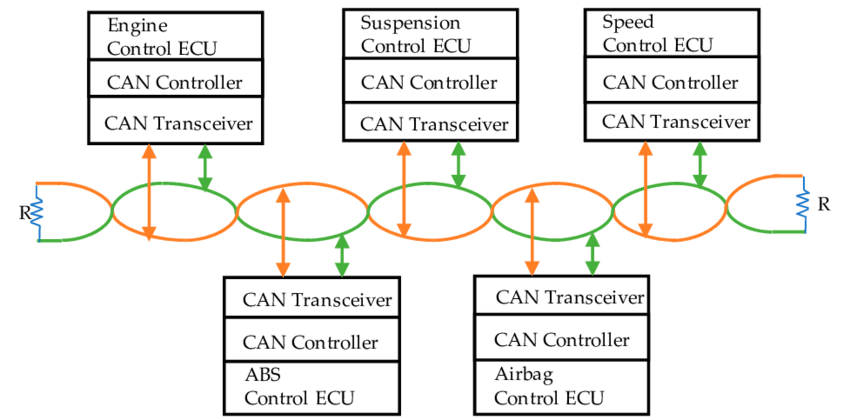 Engine
Control ECU
CAN Controller
CAN Transceiver
Suspension
Control ECU
CAN Controller
CAN Transceiver
Speed
Control ECU
CAN Controller
CAN Transceiver
R
R
CAN Transceiver
CAN Controller
ABS
Control ECU
CAN Transceiver
CAN Controller
Airbag
Control ECU